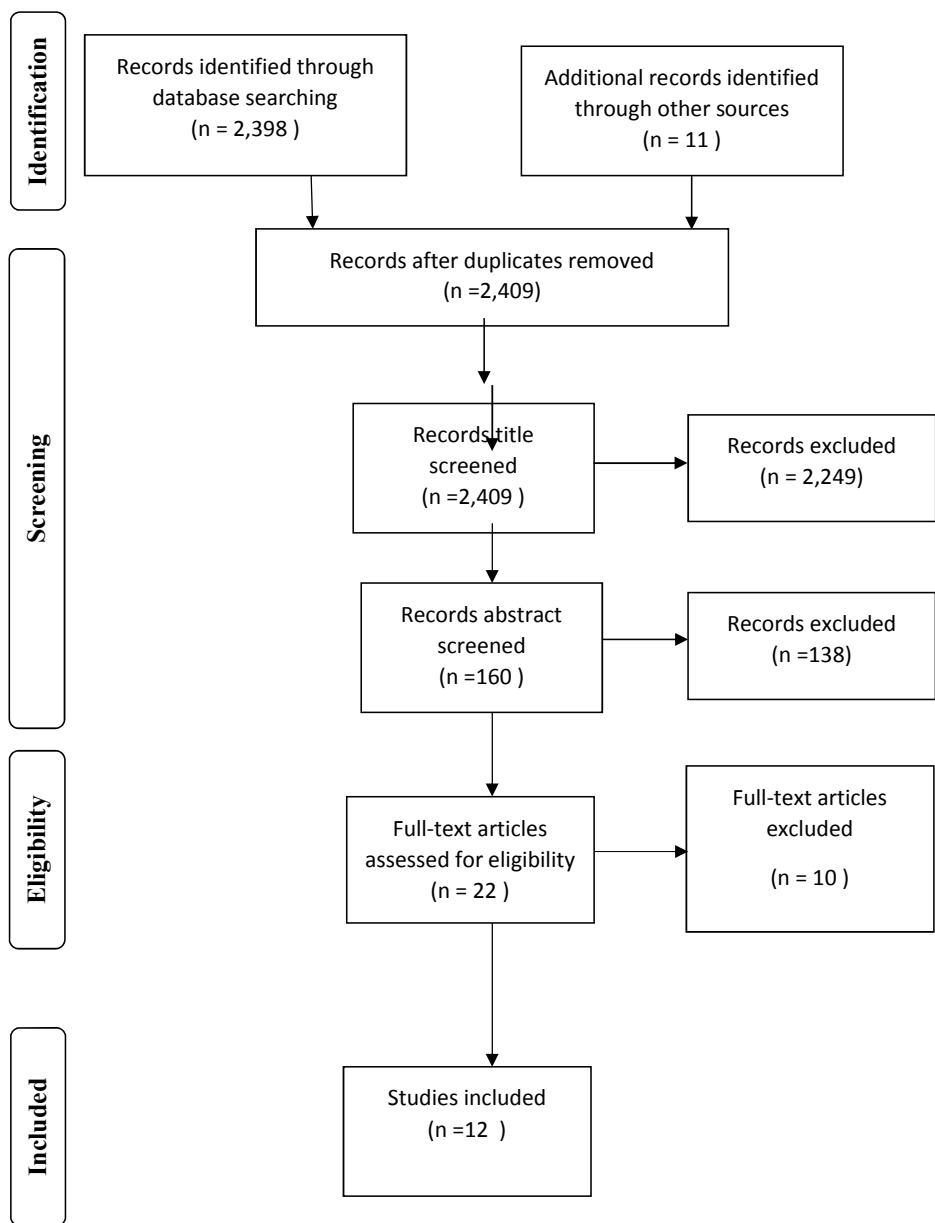 Identification
Records identified through
database searching
(n = 2,398 )
Additional records identified
through other sources
(n = 11 )
Screening
Records after duplicates removed
(n =2,409)
Records title
screened
(n =2,409 )
Records excluded
(n = 2,249)
Records abstract
screened
(n =160 )
Records excluded
(n =138)
Eligibility
Full-text articles
assessed for eligibility
(n = 22 )
Full-text articles
excluded
(n = 10 )
Included
Studies included
(n =12 )